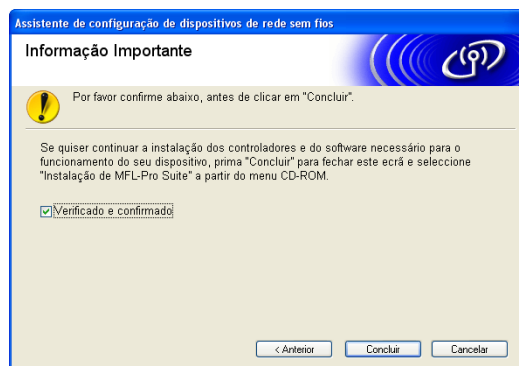 Assistente de configuração de dispositivos de rede sem fios
Informação Importante
Por favor confirme abaixo, antes de clicar em "Concluir".
Se quiser continuar a instalação dos controladores e do software necessário para o
funcionamento do seu dispositivo, prima "Concluir" para fechar este ecrã e seleccione
"Instalação de MFL-Pro Suite" a partir do menu CD-ROM.
Verificado e confirmado
< Anterior
Concluir
Cancelar